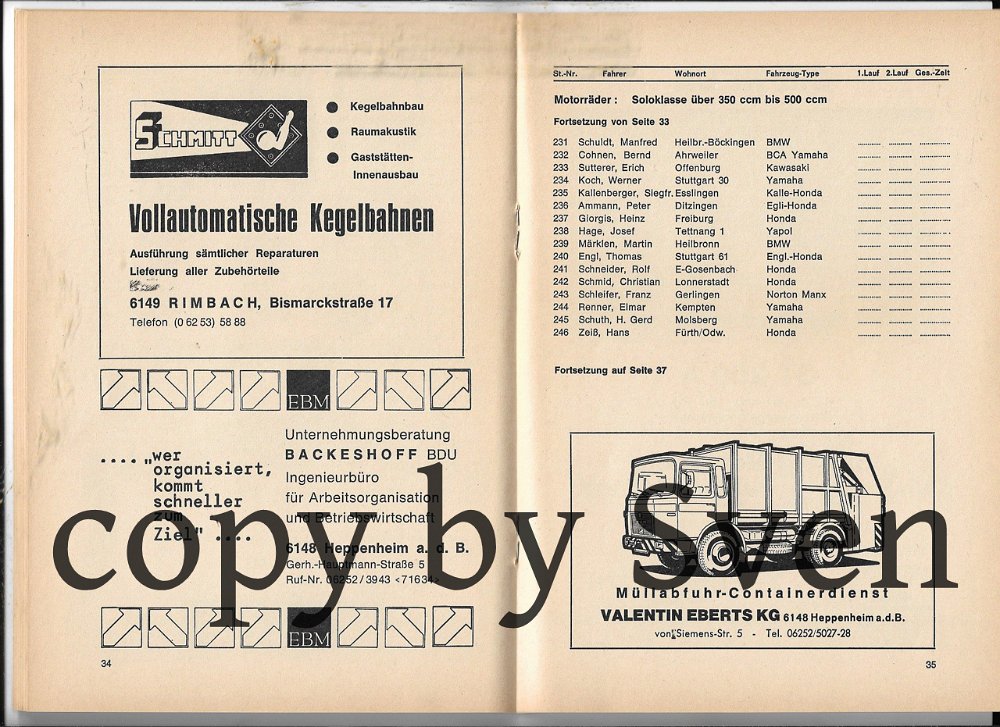 SCHMITT
Kegelbahnbau
Raumakustik
Gaststätten-
Innenausbau
Vollautomatische Kegelbahnen
Ausführung sämtlicher Reparaturen
Lieferung aller Zubehörteile
6149 RIMBACH, Bismarckstraße 17
Telefon (0 62 53) 58 88
EBM
...."wer
organisiert,
kommt
schneller
zum
Ziel" ....
Unternehmungsberatung
BACKESHOFF BDU
Ingenieurbüro
für Arbeitsorganisation
und Betriebswirtschaft
6148 Heppenheim a. d. B.
Gerh.-Hauptmann-Straße 5
Ruf-Nr. 06252/3943 <71634>
EBM
34
St.-Nr. Fahrer Wohnort Fahrzeug-Type 1.Lauf 2.Lauf Ges.-Zeit
Motorräder : Soloklasse über 350 ccm bis 500 ccm
Fortsetzung von Seite 33
231 Schuldt, Manfred Heilbr.-Böckingen BMW
232 Cohnen, Bernd Ahrweiler BCA Yamaha
233 Sutterer, Erich Offenburg Kawasaki
234 Koch, Werner Stuttgart 30 Yamaha
235 Kallenberger, Siegfr. Esslingen Kalle-Honda
236 Ammann, Peter Ditzingen Egli-Honda
237 Giorgis, Heinz Freiburg Honda
238 Hage, Josef Tettnang 1 Yapol
239 Märklen, Martin Heilbronn BMW
240 Engl, Thomas Stuttgart 61 Engl.-Honda
241 Schneider, Rolf E-Gosenbach Honda
242 Schmid, Christian Lonnerstadt Honda
243 Schleifer, Franz Gerlingen Norton Manx
244 Renner, Elmar Kempten Yamaha
245 Schuth, H. Gerd Molsberg Yamaha
246 Zeiß, Hans Fürth/Odw. Honda
Fortsetzung auf Seite 37
Müllabfuhr-Containerdienst
VALENTIN EBERTS KG 6148 Heppenheim a.d.B.
von Siemens-Str. 5 - Tel. 06252/5027-28
35
copy by Sven